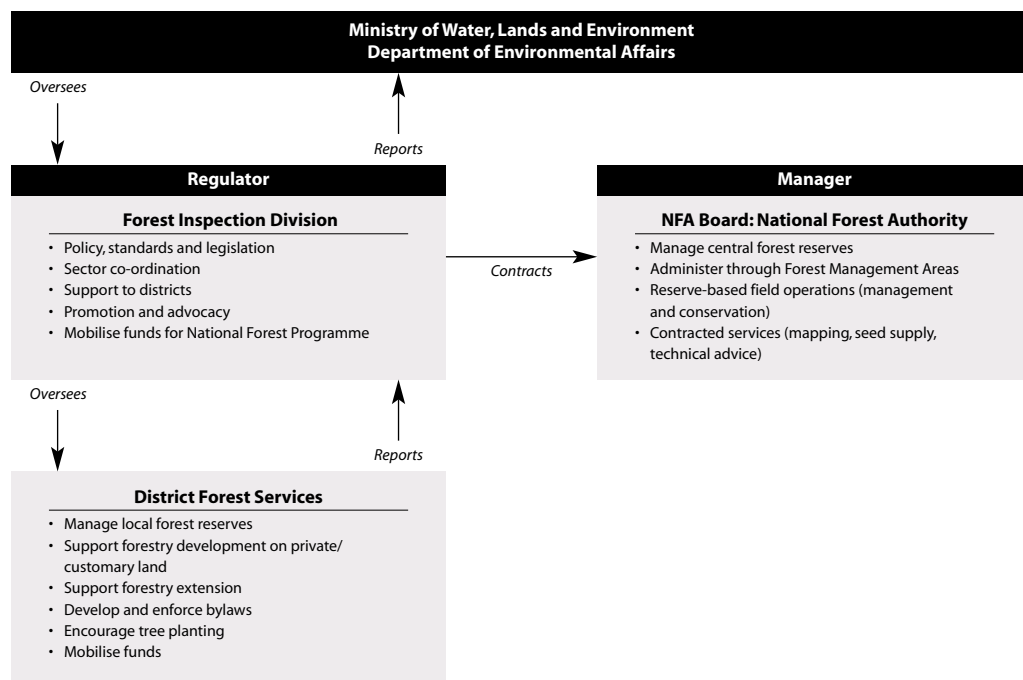 Ministry of Water, Lands and Environment
Department of Environmental Affairs
Oversees
Reports
Regulator
Forest Inspection Division
• Policy, standards and legislation
• Sector co-ordination
• Support to districts
• Promotion and advocacy
• Mobilise funds for National Forest Programme
Contracts
Manager
NFA Board: National Forest Authority
• Manage central forest reserves
• Administer through Forest Management Areas
• Reserve-based field operations (management
and conservation)
• Contracted services (mapping, seed supply,
technical advice)
Oversees
Reports
District Forest Services
• Manage local forest reserves
• Support forestry development on private/
customary land
• Support forestry extension
• Develop and enforce bylaws
• Encourage tree planting
• Mobilise funds